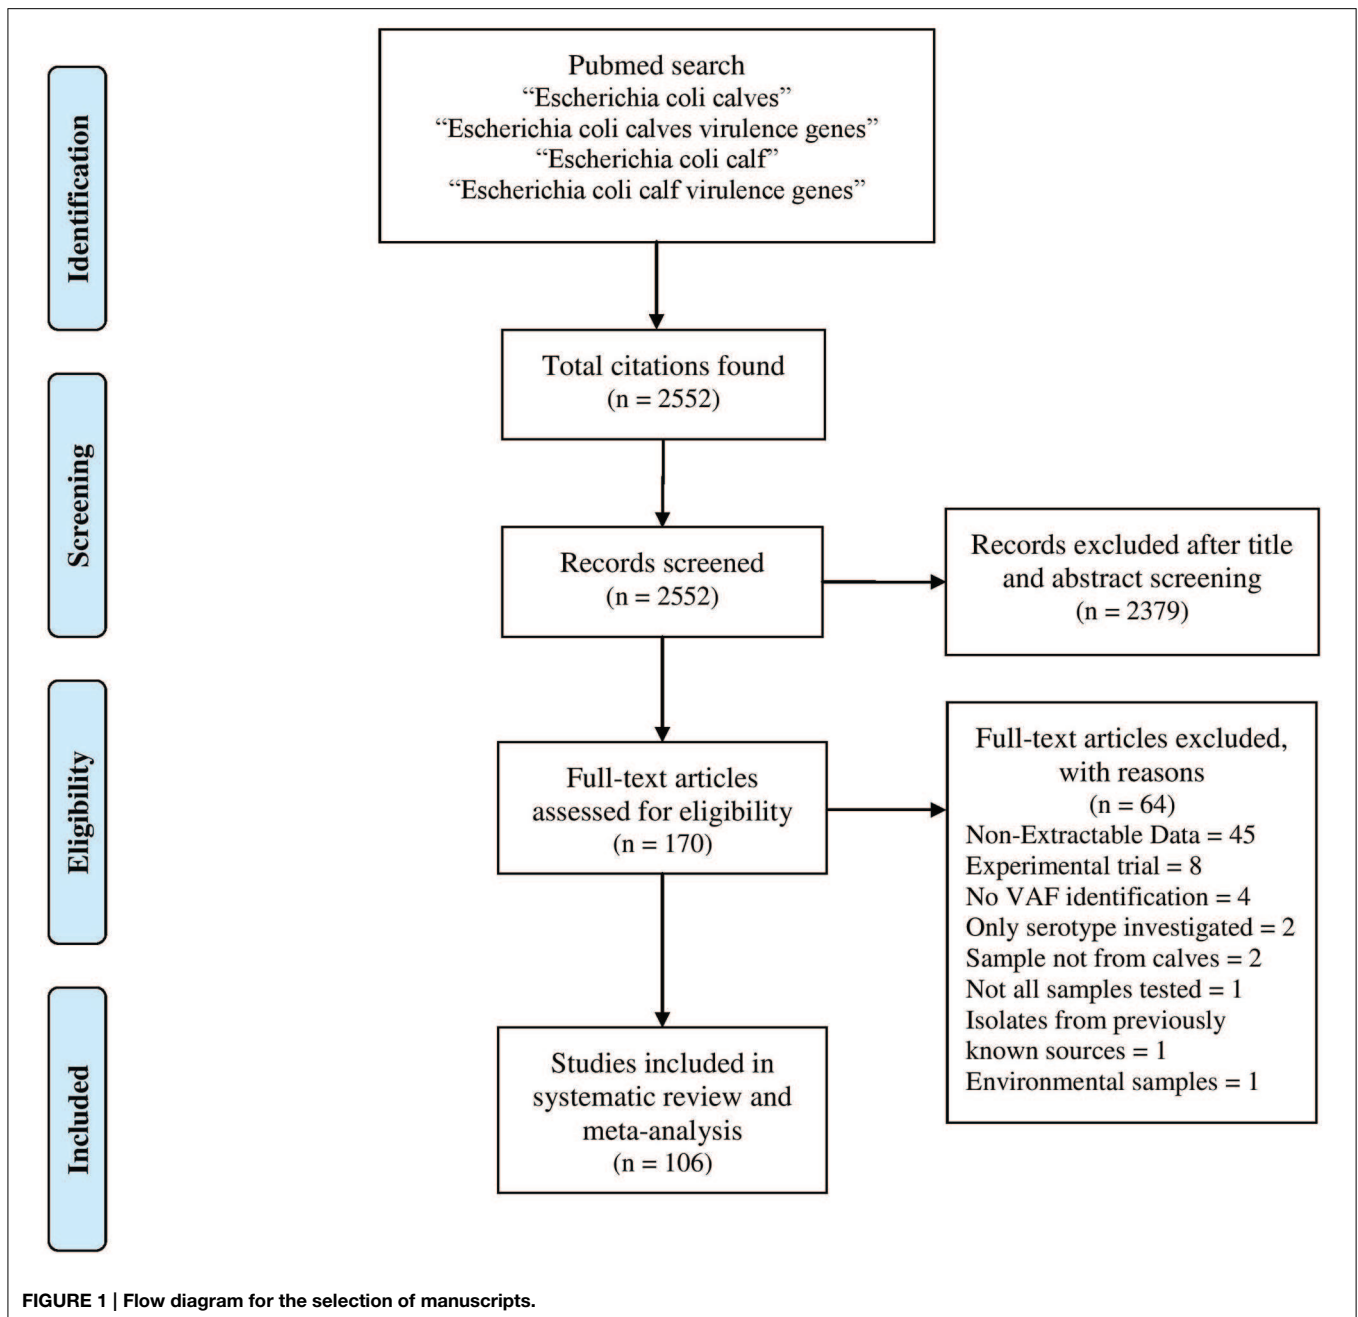 Identification
Pubmed search
“Escherichia coli calves”
“Escherichia coli calves virulence genes”
“Escherichia coli calf”
“Escherichia coli calf virulence genes”
Total citations found
(n = 2552)
Screening
Records screened
(n = 2552)
Records excluded after title
and abstract screening
(n = 2379)
Eligibility
Full-text articles
assessed for eligibility
(n = 170)
Full-text articles excluded,
with reasons
(n = 64)
Non-Extractable Data = 45
Experimental trial = 8
No VAF identification = 4
Only serotype investigated = 2
Sample not from calves = 2
Not all samples tested = 1
Isolates from previously
known sources = 1
Environmental samples = 1
Included
Studies included in
systematic review and
meta-analysis
(n = 106)
FIGURE 1 | Flow diagram for the selection of manuscripts.